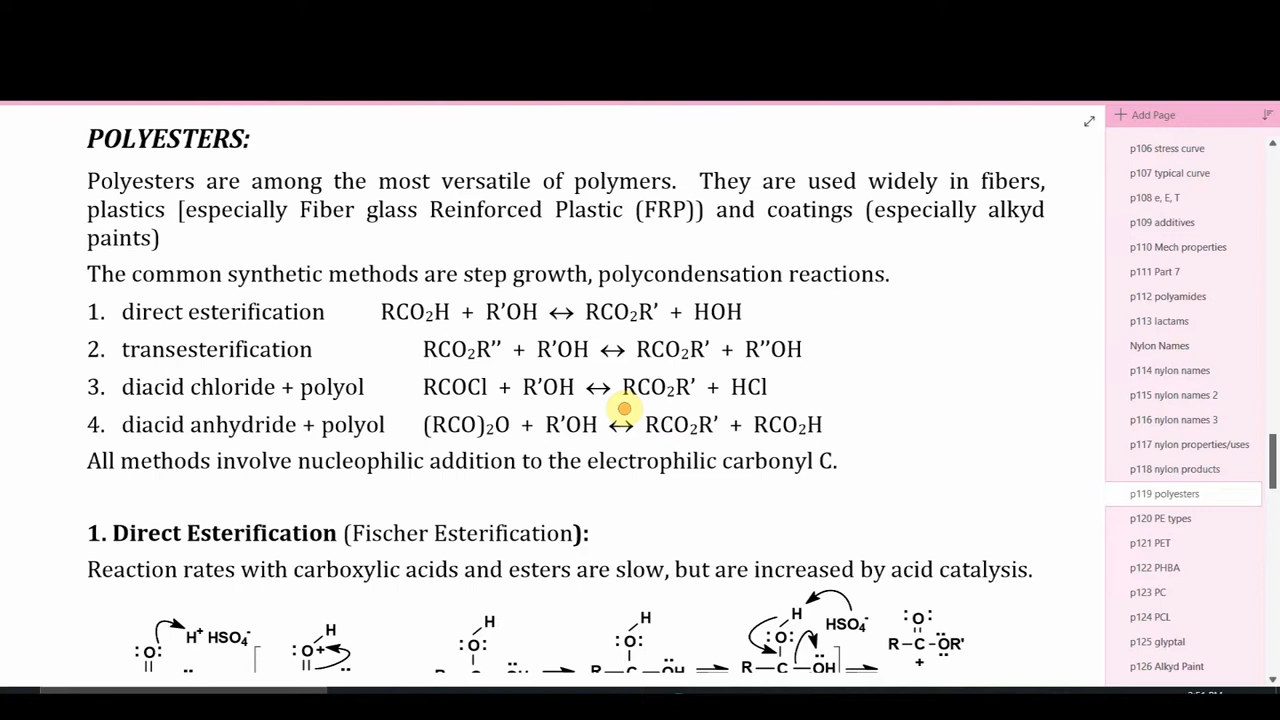 POLYESTERS:
Polyesters are among the most versatile of polymers. They are used widely in fibers,
plastics [especially Fiber glass Reinforced Plastic (FRP)) and coatings (especially alkyd
paints)
The common synthetic methods are step growth, polycondensation reactions.
1. direct esterification RCO₂H + R’OH ↔ RCO₂R’ + HOH
2. transesterification RCO₂R’’ + R’OH ↔ RCO₂R’ + R’’OH
3. diacid chloride + polyol RCOCl + R’OH ↔ RCO₂R’ + HCl
4. diacid anhydride + polyol (RCO)₂O + R’OH ↔ RCO₂R’ + RCO₂H
All methods involve nucleophilic addition to the electrophilic carbonyl C.
1. Direct Esterification (Fischer Esterification):
Reaction rates with carboxylic acids and esters are slow, but are increased by acid catalysis.
H⁺ HSO₄⁻
:O:
H
:O⁺
H
:O:
H
:O:
R C OH
H
:O:
R–C–OH
HSO₄⁻
:O:
R–C–OR'
+
Add Page
p106 stress curve
p107 typical curve
p108 e, E, T
p109 additives
p110 Mech properties
p111 Part 7
p112 polyamides
p113 lactams
Nylon Names
p114 nylon names
p115 nylon names 2
p116 nylon names 3
p117 nylon properties/uses
p118 nylon products
p119 polyesters
p120 PE types
p121 PET
p122 PHBA
p123 PC
p124 PCL
p125 glyptal
p126 Alkyd Paint